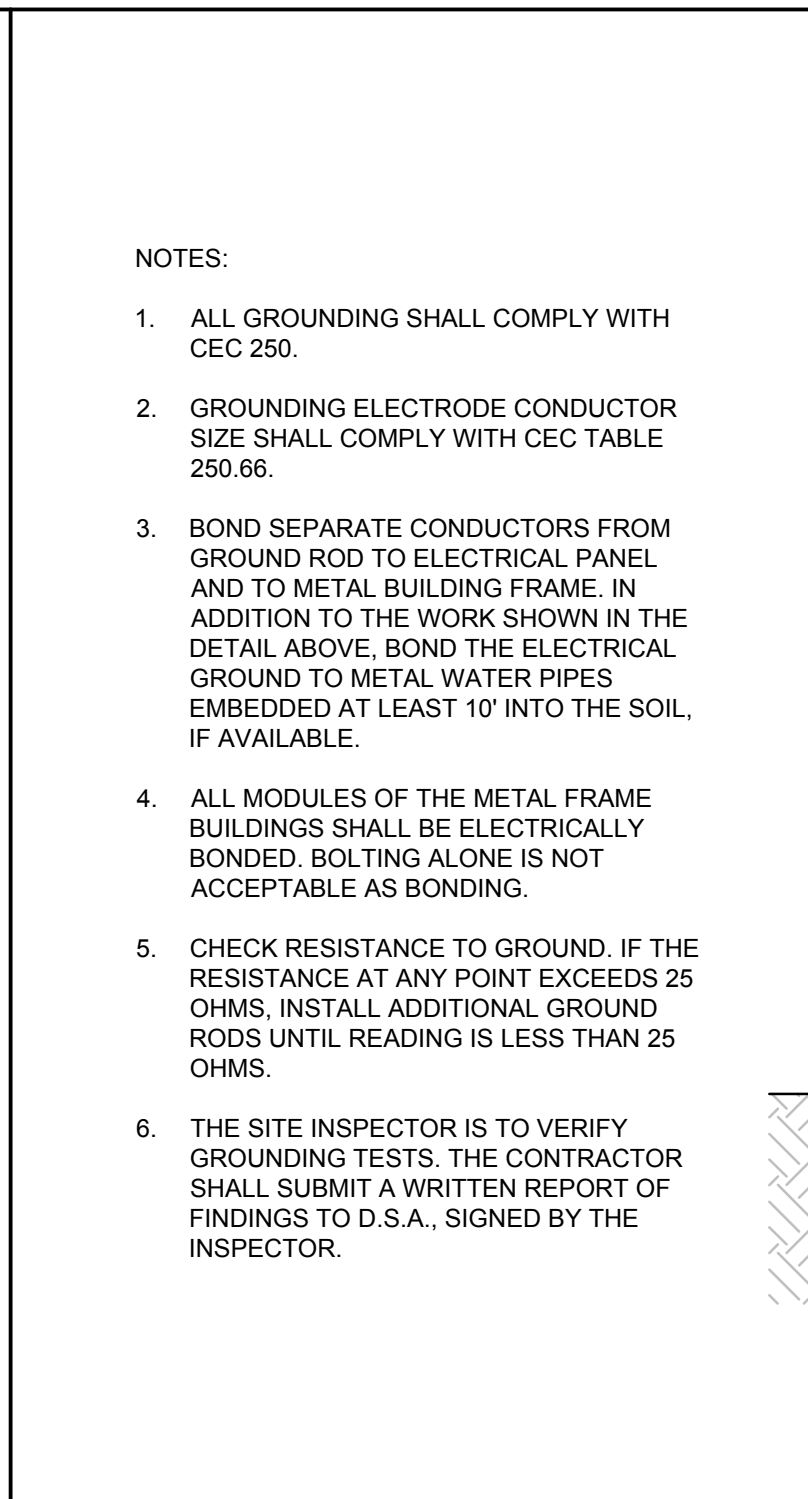 NOTES:
1. ALL GROUNDING SHALL COMPLY WITH
CEC 250.
2. GROUNDING ELECTRODE CONDUCTOR
SIZE SHALL COMPLY WITH CEC TABLE
250.66.
3. BOND SEPARATE CONDUCTORS FROM
GROUND ROD TO ELECTRICAL PANEL
AND TO METAL BUILDING FRAME. IN
ADDITION TO THE WORK SHOWN IN THE
DETAIL ABOVE, BOND THE ELECTRICAL
GROUND TO METAL WATER PIPES
EMBEDDED AT LEAST 10' INTO THE SOIL,
IF AVAILABLE.
4. ALL MODULES OF THE METAL FRAME
BUILDINGS SHALL BE ELECTRICALLY
BONDED. BOLTING ALONE IS NOT
ACCEPTABLE AS BONDING.
5. CHECK RESISTANCE TO GROUND. IF THE
RESISTANCE AT ANY POINT EXCEEDS 25
OHMS, INSTALL ADDITIONAL GROUND
RODS UNTIL READING IS LESS THAN 25
OHMS.
6. THE SITE INSPECTOR IS TO VERIFY
GROUNDING TESTS. THE CONTRACTOR
SHALL SUBMIT A WRITTEN REPORT OF
FINDINGS TO D.S.A., SIGNED BY THE
INSPECTOR.